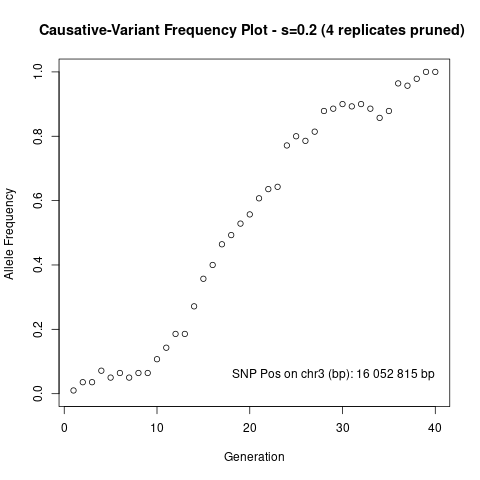 Causative-Variant Frequency Plot - s=0.2 (4 replicates pruned)
Allele Frequency
1.0
0.8
0.6
0.4
0.2
0.0
SNP Pos on chr3 (bp): 16 052 815 bp
0 10 20 30 40
Generation